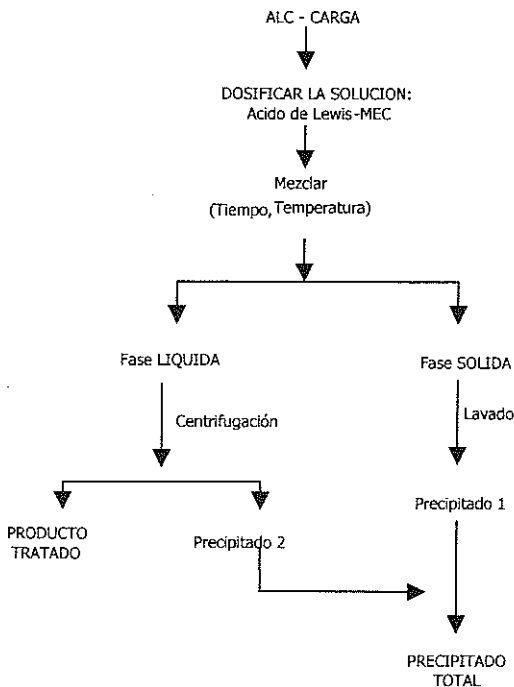 ALC - CARGA
DOSIFICAR LA SOLUCION:
Acido de Lewis-MEC
Mezclar
(Tiempo, Temperatura)
Fase LIQUIDA
Fase SOLIDA
Centrifugación
Lavado
PRODUCTO
TRATADO
Precipitado 2
Precipitado 1
PRECIPITADO
TOTAL